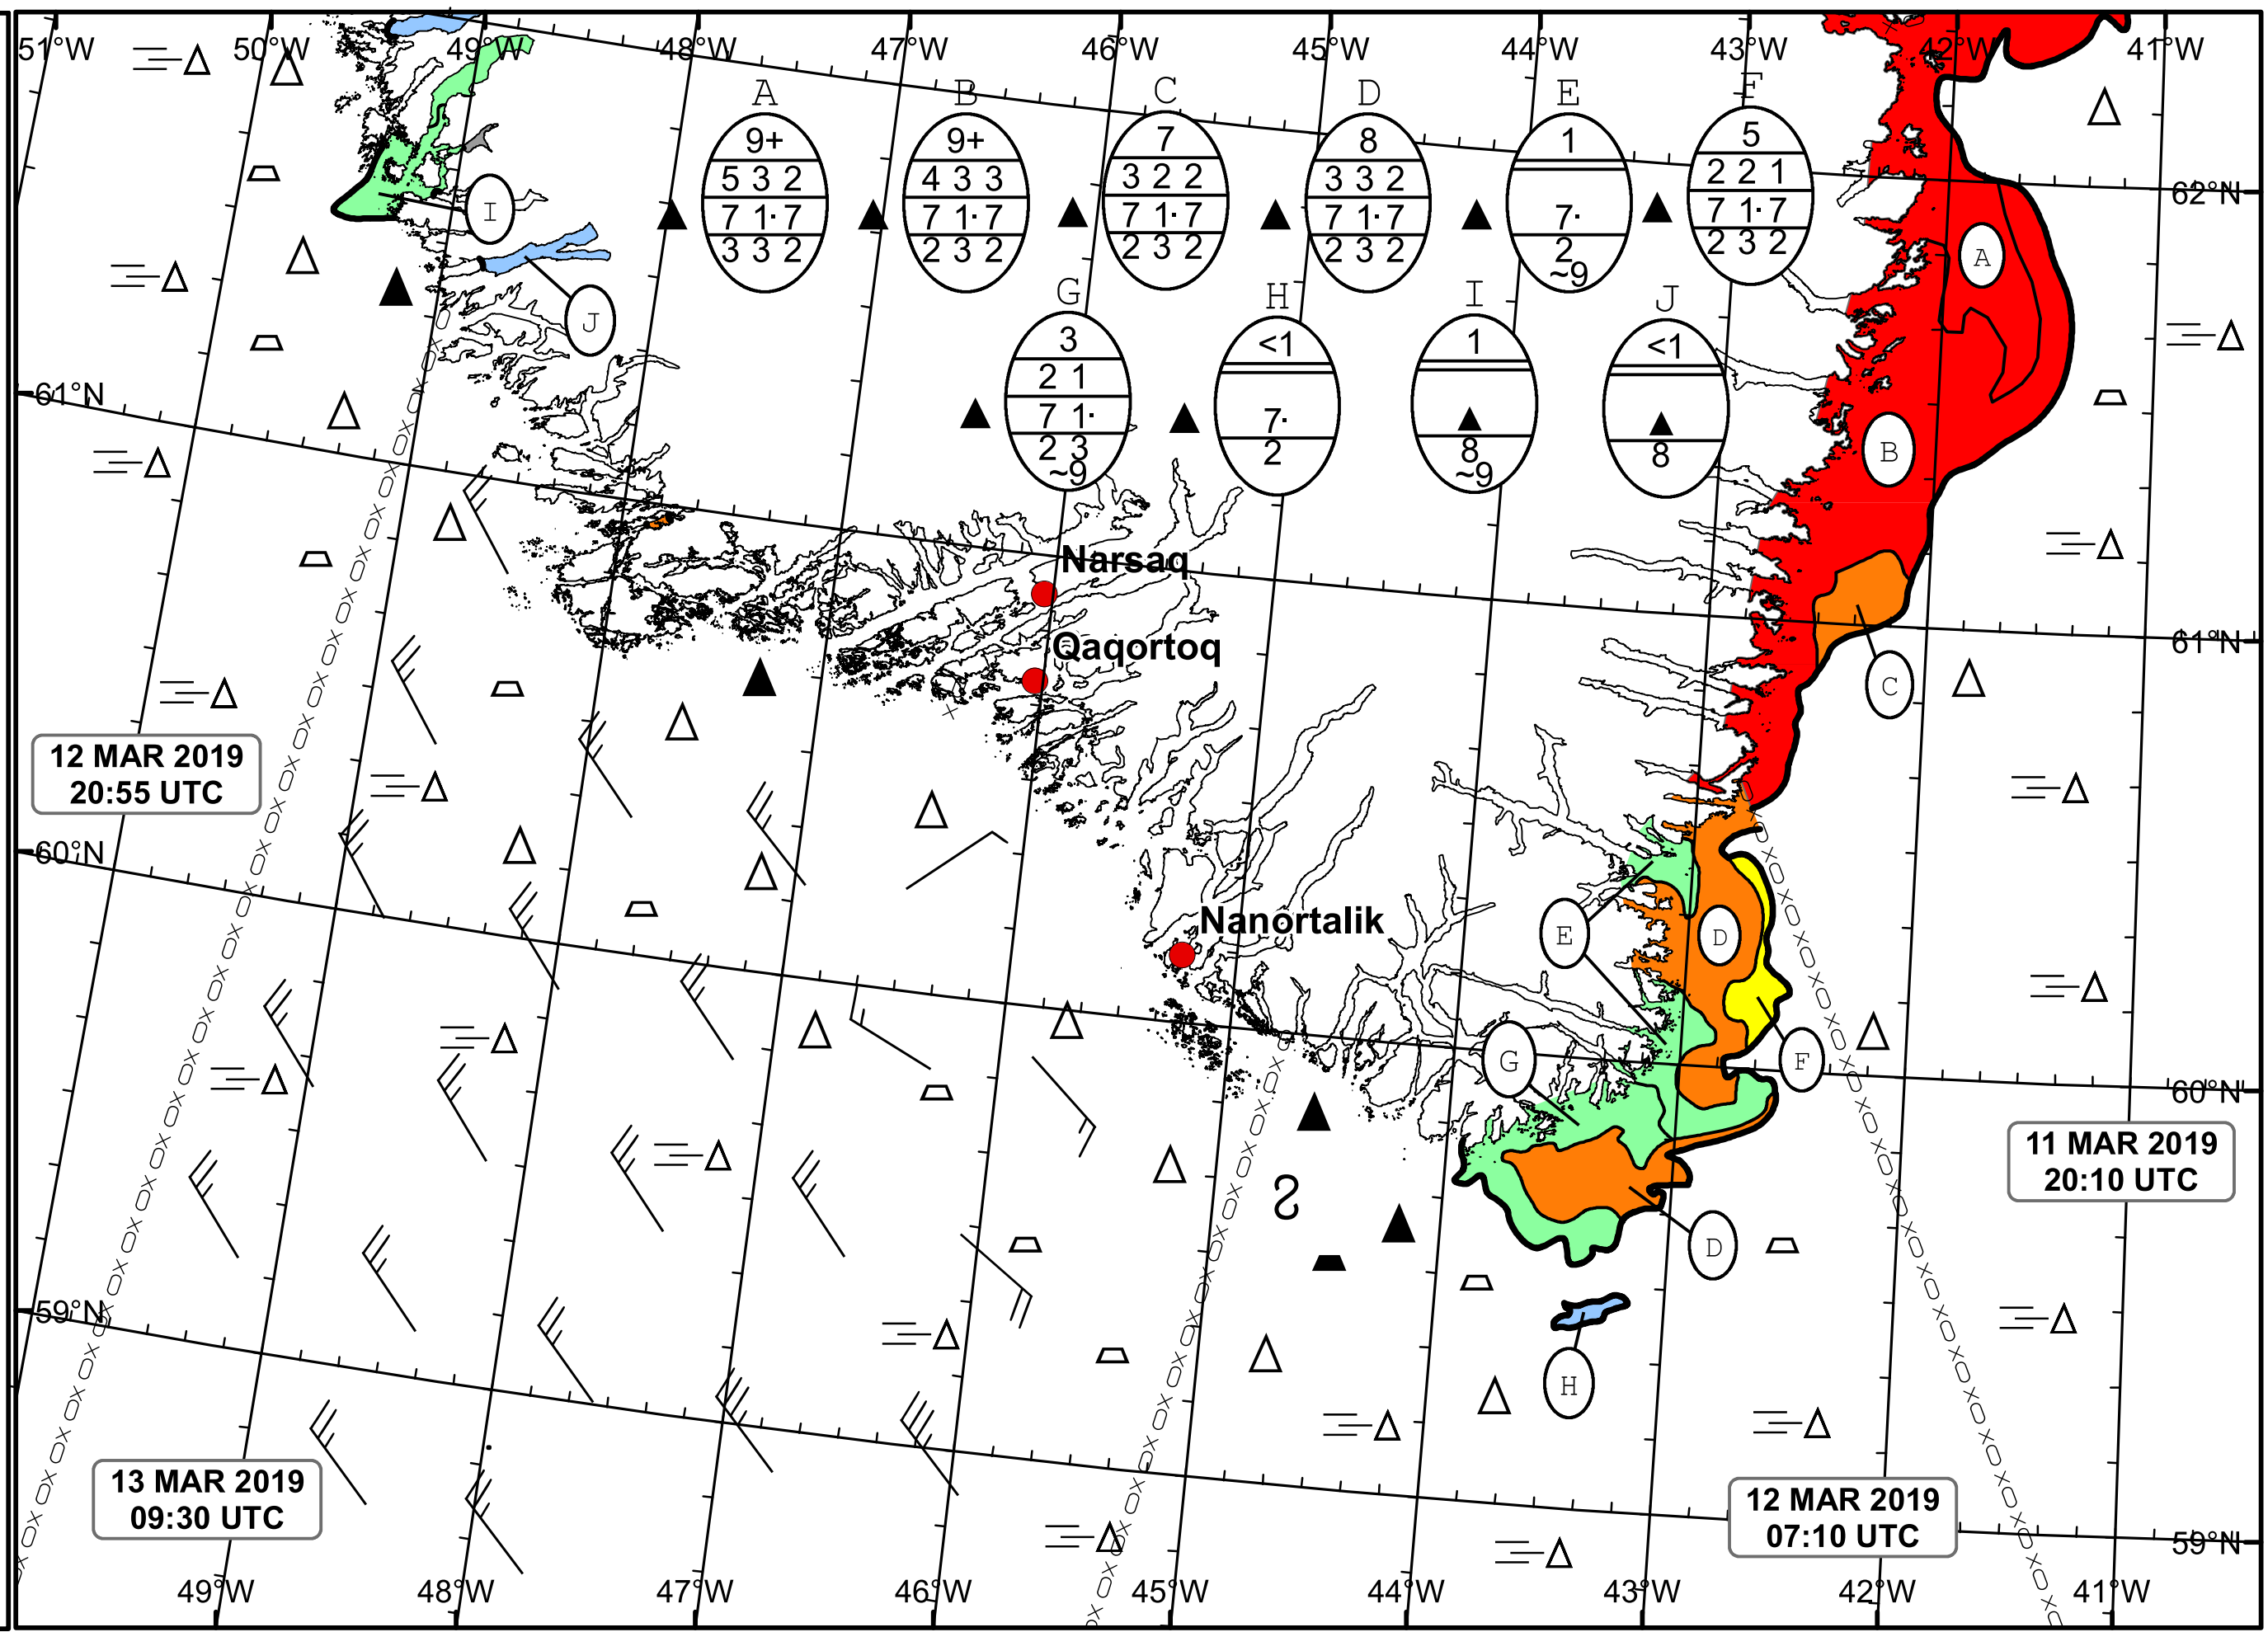 51°W 50°W 49°W 48°W 47°W 46°W 45°W 44°W 43°W 42°W 41°W
A B C D E F
9+ 9+ 7 8 1 5
5 3 2 4 3 3 3 2 2 3 3 2 2 2 1
7 1· 7 7 1· 7 7 1· 7 7 1· 7 7· 7 1· 7
3 3 2 2 3 2 2 3 2 2 3 2 2 2 3 2
~9
62°N
I
A
J
G H I J
3 <1 1 <1
2 1
7 1· 7·
2 3 2 8 8
~9 ~9
61°N
B
Narsaq
61°N
Qaqortoq
C
12 MAR 2019
20:55 UTC
60°N
Nanortalik
E
D
G
F
60°N
11 MAR 2019
20:10 UTC
D
59°N
H
13 MAR 2019
09:30 UTC
12 MAR 2019
07:10 UTC
59°N
49°W 48°W 47°W 46°W 45°W 44°W 43°W 42°W 41°W